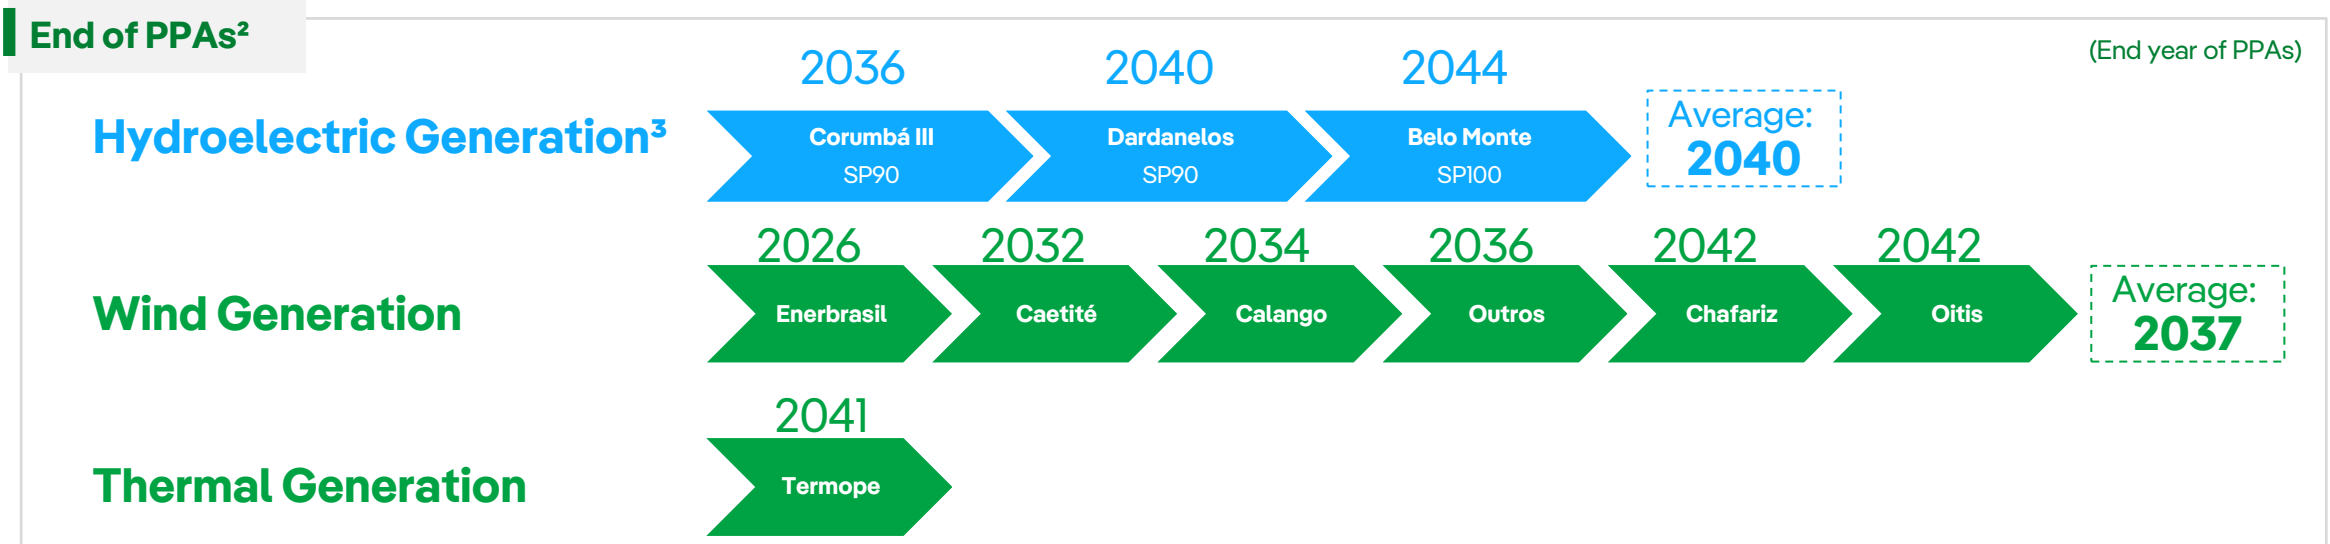 End of PPAs²
(End year of PPAs)
2036 2040 2044
Hydroelectric Generation³
Corumbá III Dardanelos Belo Monte
SP90 SP90 SP100
Average:
2040
2026 2032 2034 2036 2042 2042
Wind Generation
Enerbrasil Caetité Calango Outros Chafariz Oitis
Average:
2037
2041
Thermal Generation
Termope